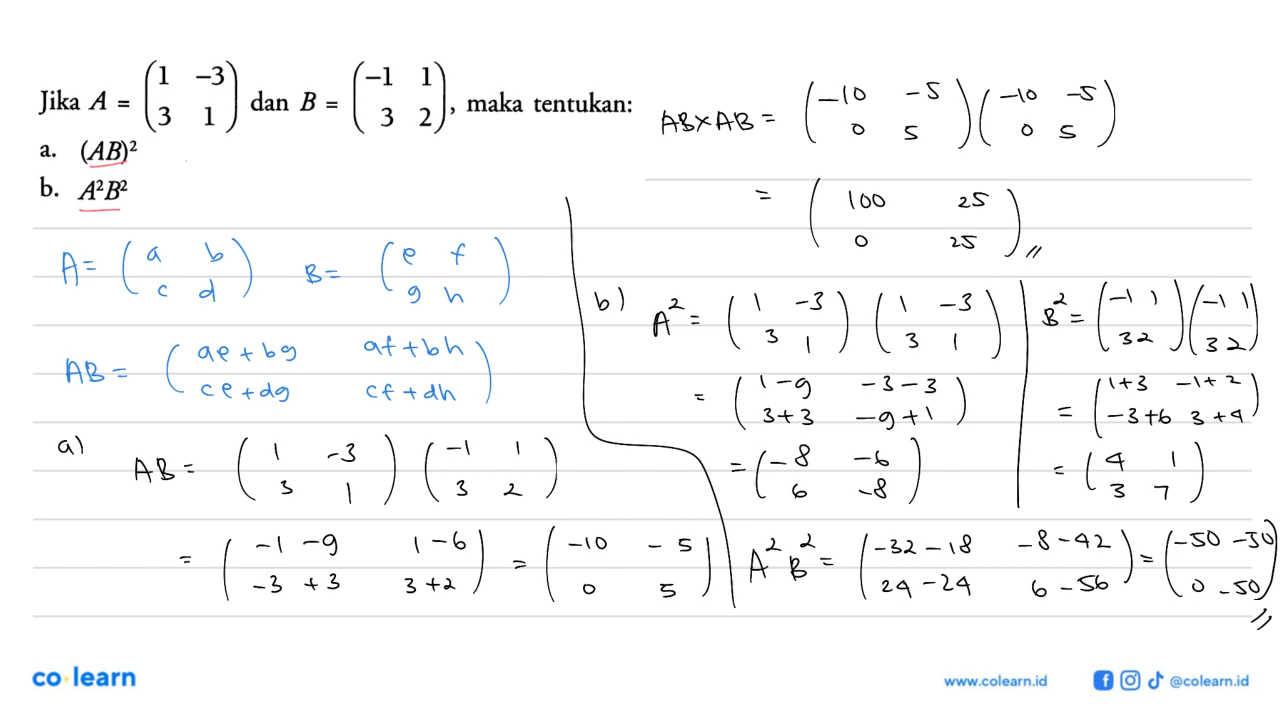 Jika A = (1 -3 / 3 1) dan B = (-1 1 / 3 2), maka tentukan:
a. (AB)²
b. A²B²
A = (a b / c d) B = (e f / g h)
AB = (ae+bg af+bh / ce+dg cf+dh)
a) AB = (1 -3 / 3 1) (-1 1 / 3 2)
= (-1 -9 1-6 / -3 +3 3+2) = (-10 -5 / 0 5)
AB×AB = (-10 -5 / 0 5) (-10 -5 / 0 5)
= (100 25 / 0 25) //
b) A² = (1 -3 / 3 1) (1 -3 / 3 1)
= (1-9 -3-3 / 3+3 -9+1)
= (-8 -6 / 6 -8)
B² = (-1 1 / 3 2) (-1 1 / 3 2)
= (1+3 -1+2 / -3+6 3+4)
= (4 1 / 3 7)
A² B² = (-32-18 -8-42 / 24-24 6-56) = (-50 -50 / 0 -50) //
co·learn
www.colearn.id
@colearn.id